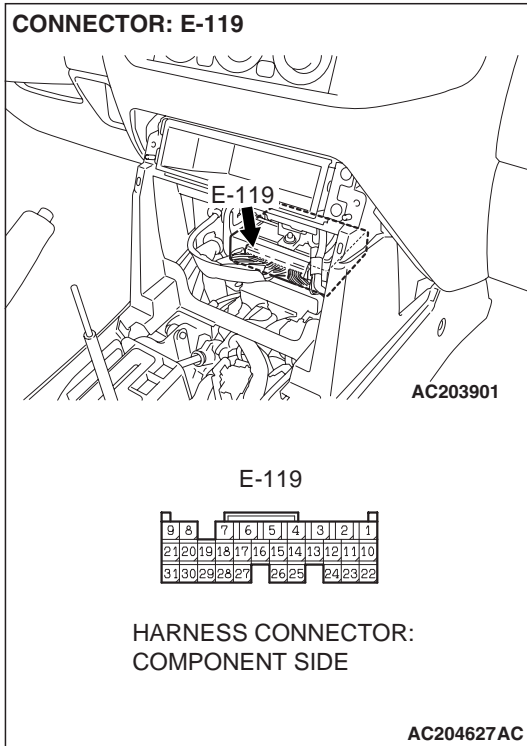 CONNECTOR: E-119
E-119
AC203901
E-119
9 8 7 6 5 4 3 2 1
21 20 19 18 17 16 15 14 13 12 11 10
31 30 29 28 27 26 25 24 23 22
HARNESS CONNECTOR:
COMPONENT SIDE
AC204627AC